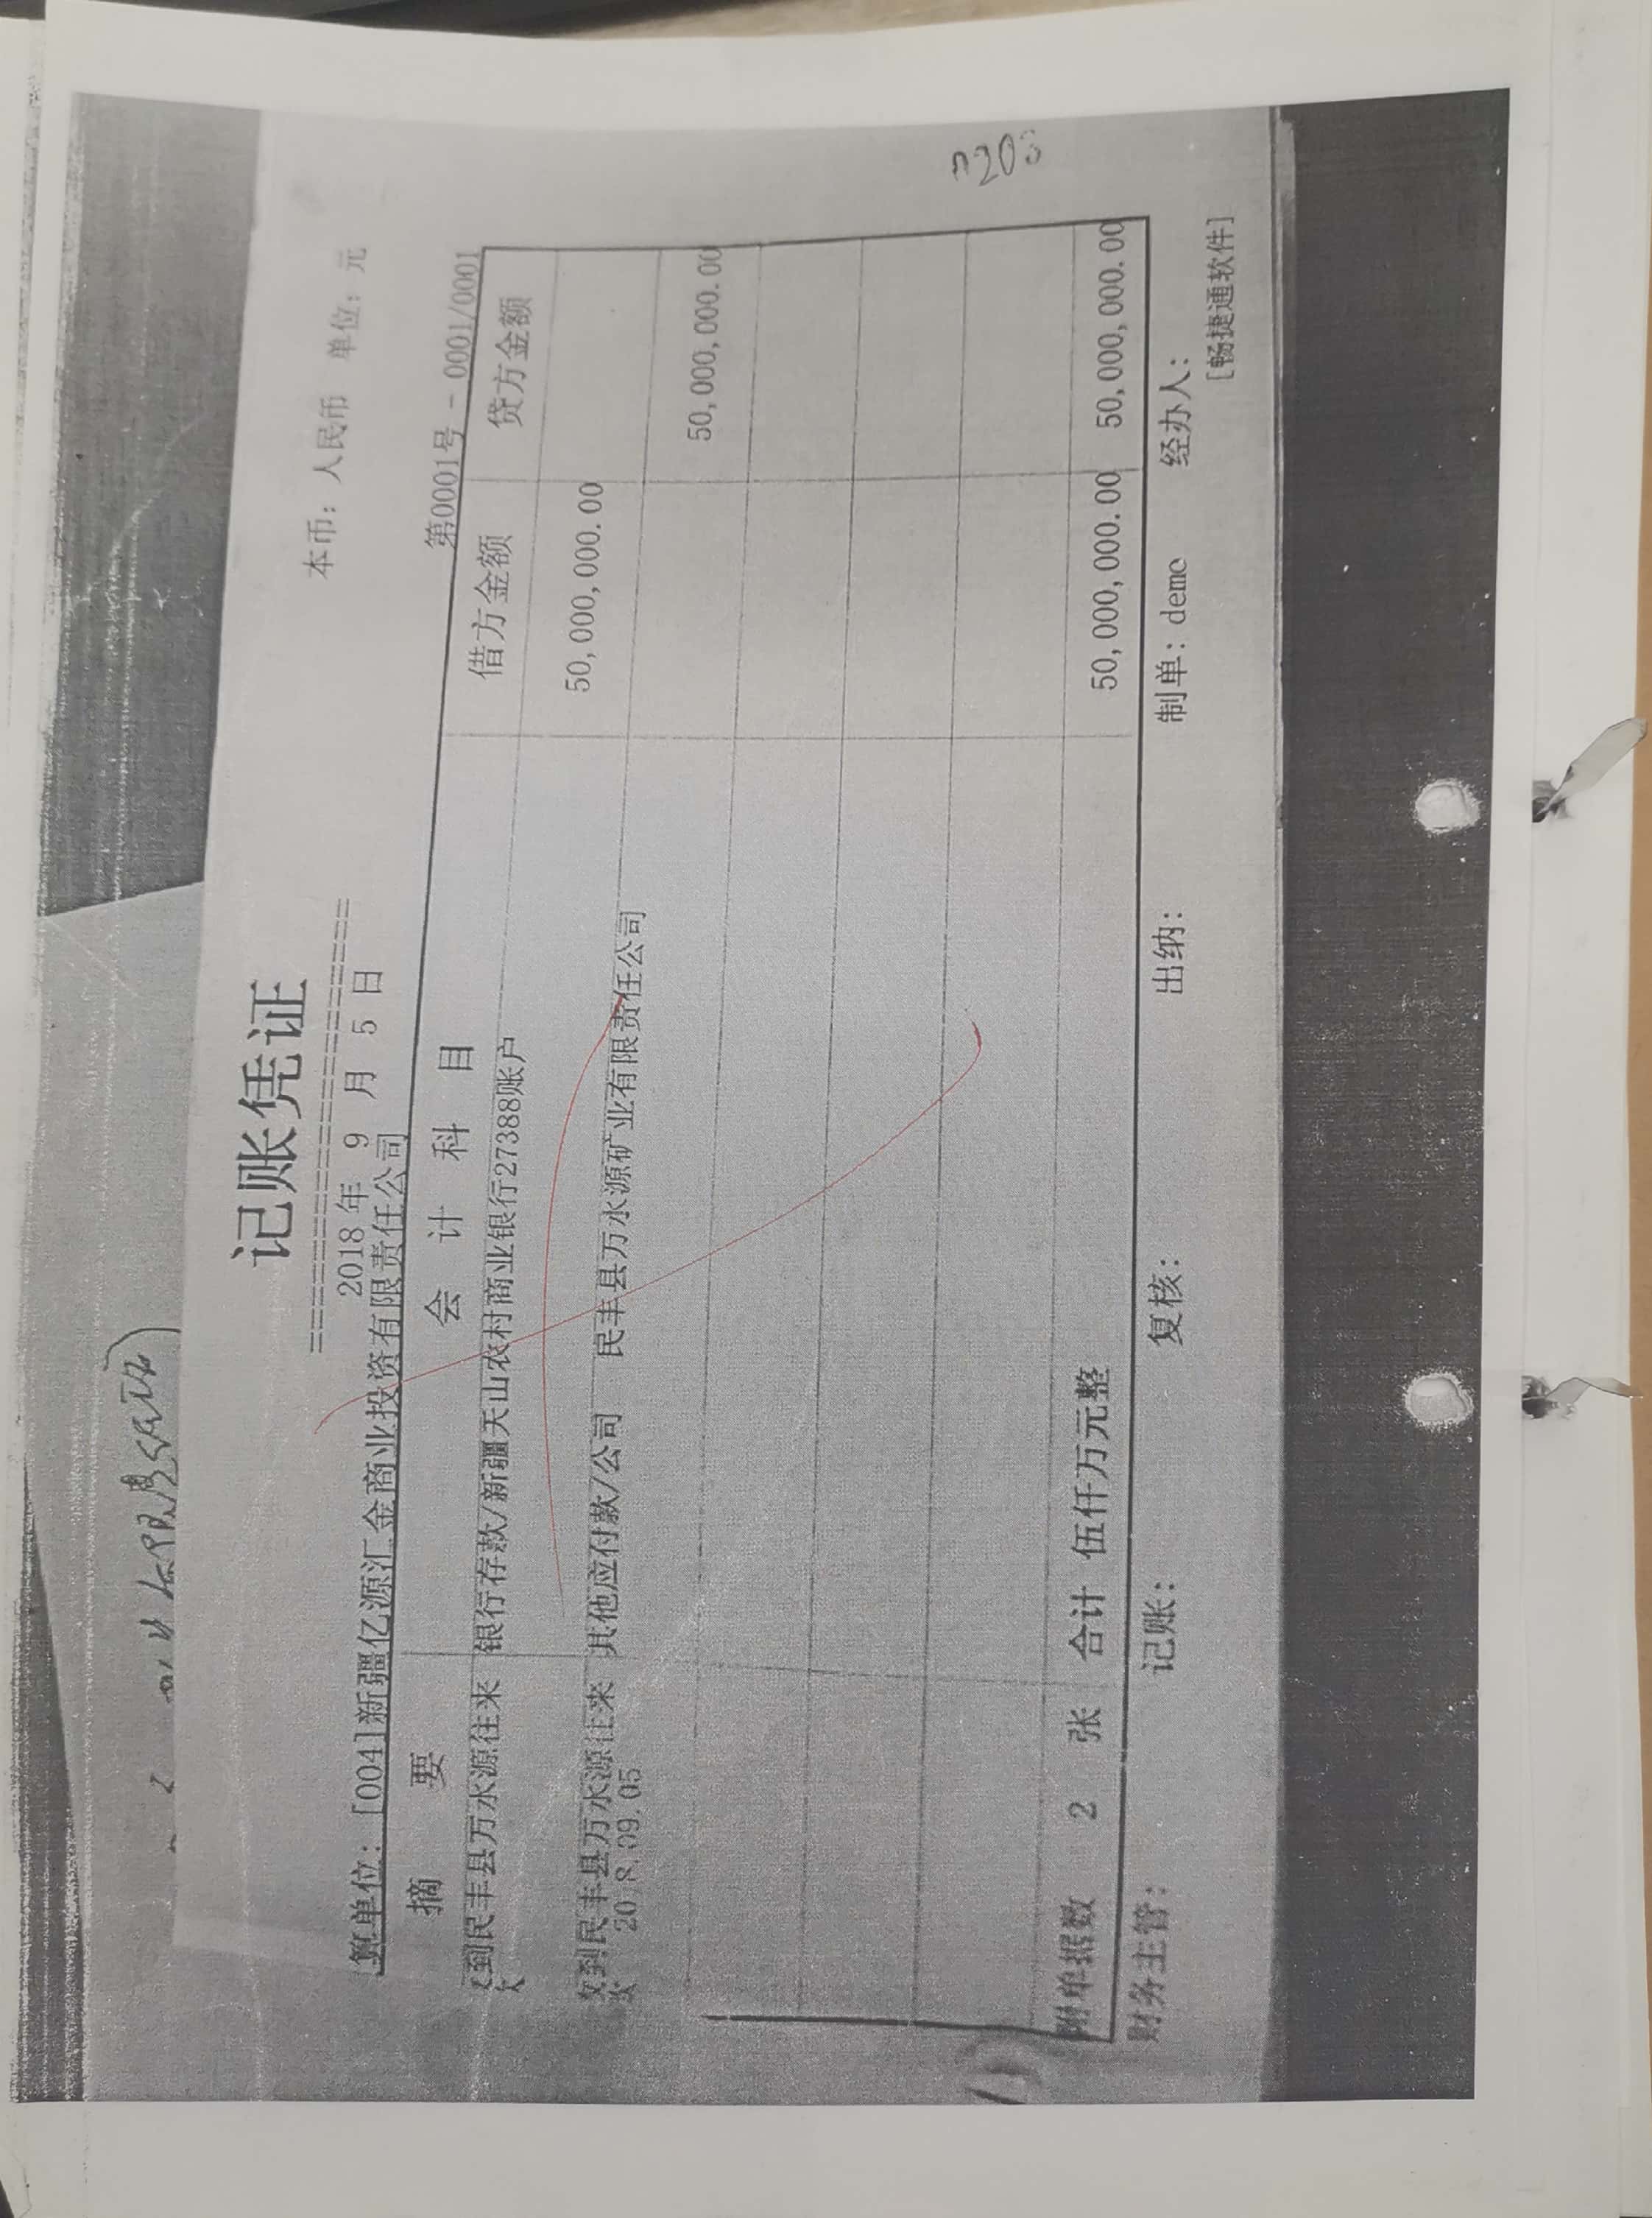 记账凭证
本币：人民币 单位：元
2018 年 9 月 5 日
算单位：[004]新疆亿源汇金商业投资有限责任公司 第0001号 - 0001/0001
摘 要 会 计 科 目 借方金额 贷方金额
到民丰县万水源往来 银行存款/新疆天山农村商业银行27388账户 50,000,000.00
收到民丰县万水源往来 其他应付款/公司 民丰县万水源矿业有限责任公司 50,000,000.00
附单据数 2 张 合计 伍仟万元整 50,000,000.00 50,000,000.00
财务主管： 记账： 复核： 出纳： 制单：demo 经办人：
[畅捷通软件]